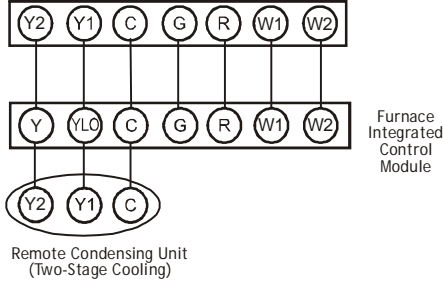 Y2 Y1 C G R W1 W2
Y YLO C G R W1 W2
Furnace
Integrated
Control
Module
Y2 Y1 C
Remote Condensing Unit
(Two-Stage Cooling)